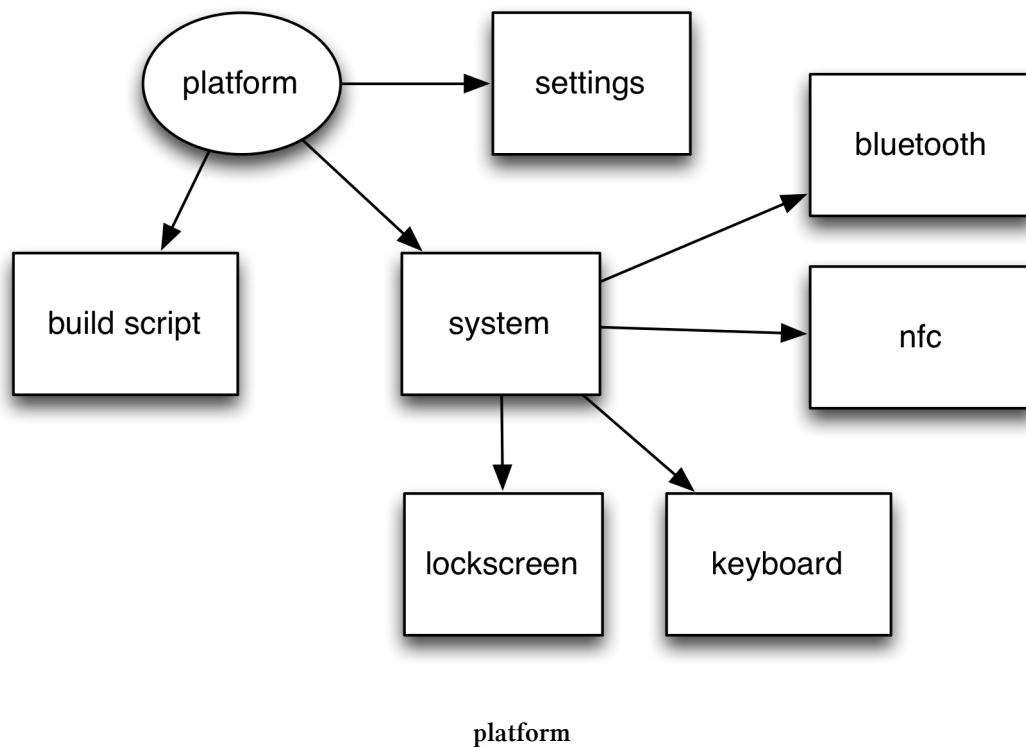 platform
settings
bluetooth
build script
system
nfc
lockscreen
keyboard
platform